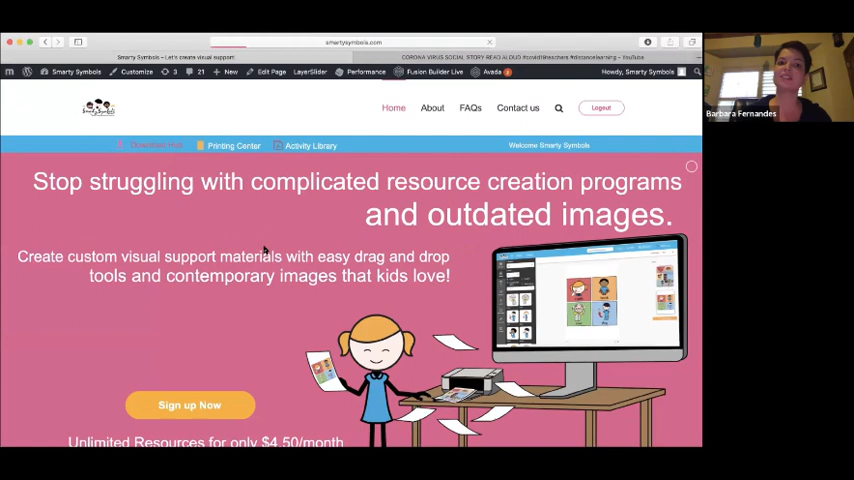 smartysymbols.com
Smarty Symbols – Let's create visual support!
CORONA VIRUS SOCIAL STORY READ ALOUD #covid19teachers #distancelearning – YouTube
Smarty Symbols
Customize
3
21
New
Edit Page
LayerSlider
Performance
Fusion Builder Live
Avada
Howdy, Smarty Symbols
Smarty Symbols
Home
About
FAQs
Contact us
Logout
Download Hub
Printing Center
Activity Library
Welcome Smarty Symbols
Barbara Fernandes
Stop struggling with complicated resource creation programs
and outdated images.
Create custom visual support materials with easy drag and drop
tools and contemporary images that kids love!
Sign up Now
Unlimited Resources for only $4.50/month